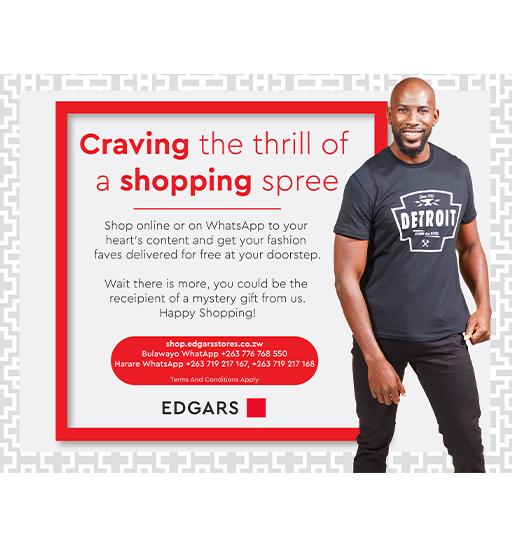 Craving the thrill of
a shopping spree
Shop online or on WhatsApp to your
heart's content and get your fashion
faves delivered for free at your doorstep.
Wait there is more, you could be the
receipient of a mystery gift from us.
Happy Shopping!
shop.edgarsstores.co.zw
Bulawayo WhatApp +263 776 768 550
Harare WhatsApp +263 719 217 167, +263 719 217 168
Terms And Conditions Apply
EDGARS
DETROIT